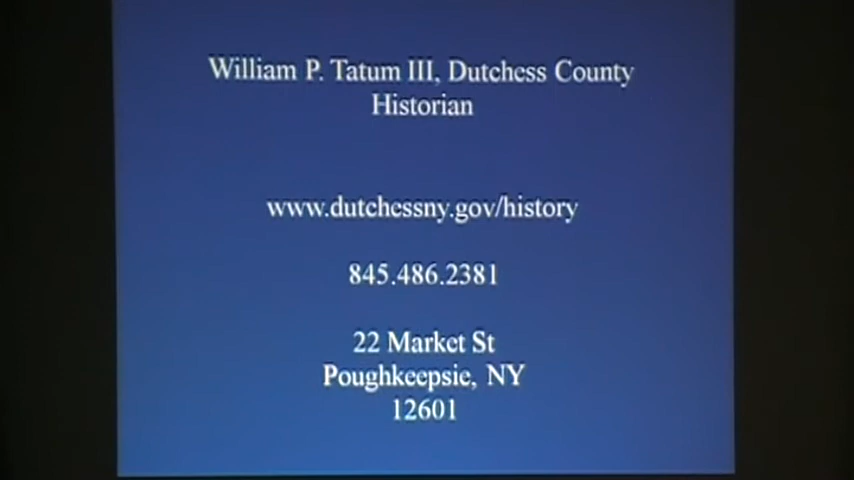 William P. Tatum III, Dutchess County
Historian
www.dutchessny.gov/history
845.486.2381
22 Market St
Poughkeepsie, NY
12601